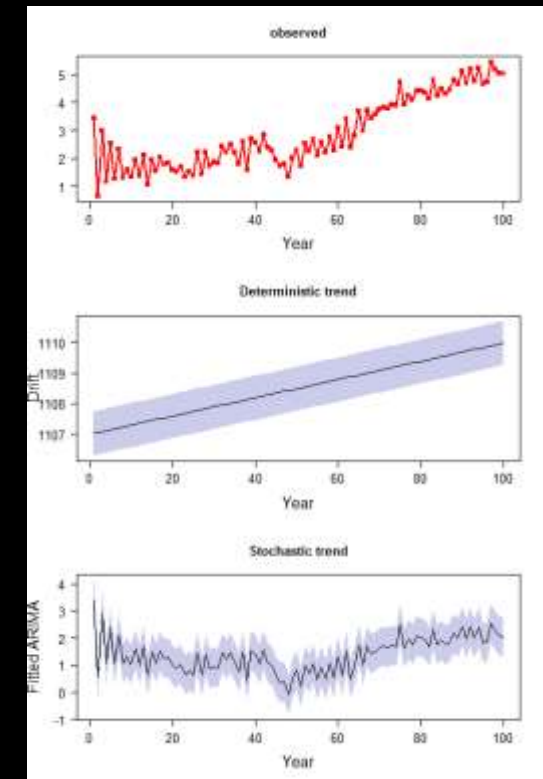 observed
5
4
3
2
1
0 20 40 60 80 100
Year
Deterministic trend
Drift
1110
1109
1108
1107
0 20 40 60 80 100
Year
Stochastic trend
Fitted ARIMA
4
3
2
1
0
-1
0 20 40 60 80 100
Year